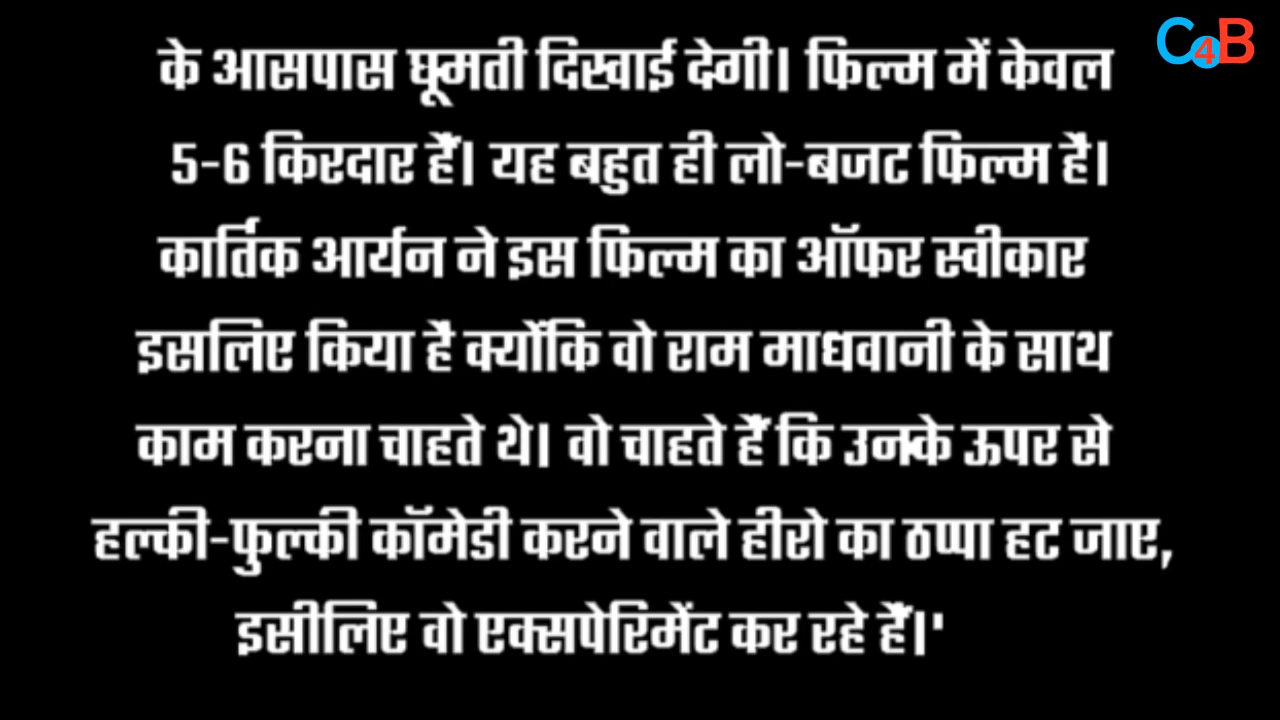 C4B
के आसपास घूमती दिखाई देगी। फिल्म में केवल
5-6 किरदार हैं। यह बहुत ही लो-बजट फिल्म है।
कार्तिक आर्यन ने इस फिल्म का ऑफर स्वीकार
इसलिए किया है क्योंकि वो राम माधवानी के साथ
काम करना चाहते थे। वो चाहते हैं कि उनके ऊपर से
हल्की-फुल्की कॉमेडी करने वाले हीरो का ठप्पा हट जाए,
इसीलिए वो एक्सपेरिमेंट कर रहे हैं।'